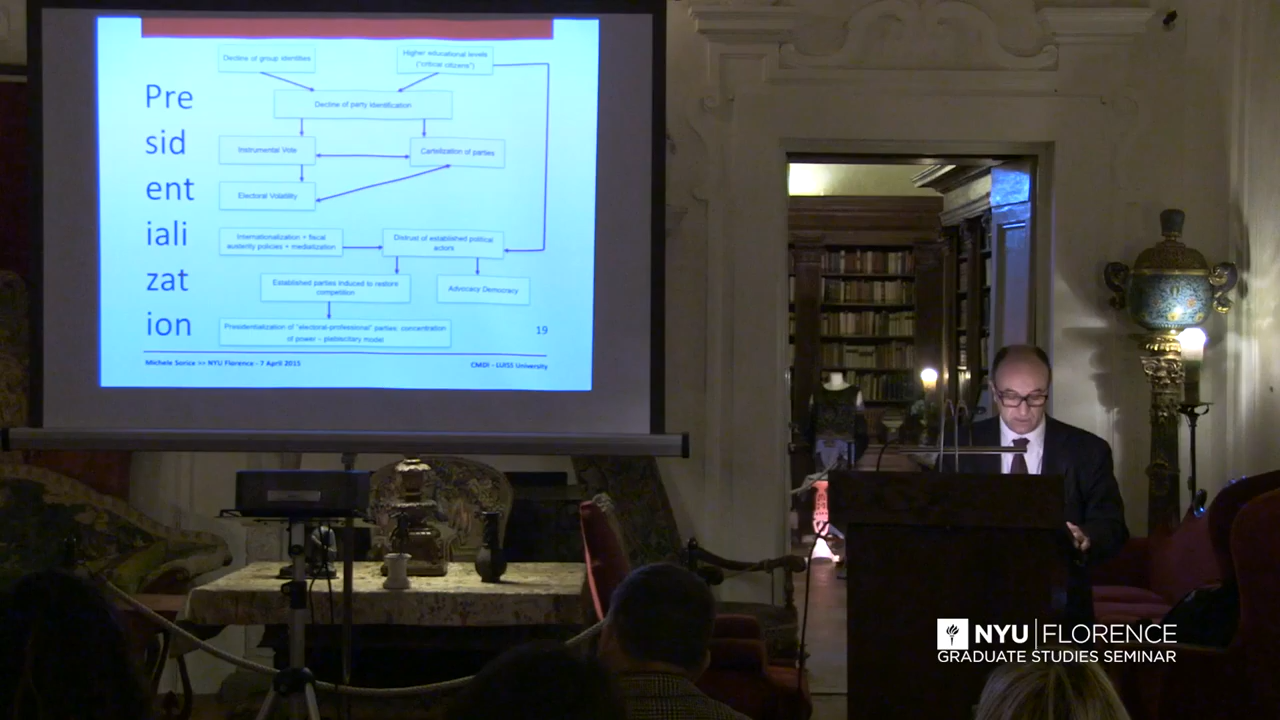 Pre
sid
ent
iali
zat
ion
Decline of group identities
Higher educational levels
("critical citizens")
Decline of party identification
Instrumental Vote
Cartelization of parties
Electoral Volatility
Internationalization + fiscal
austerity policies + medialization
Distrust of established political
actors
Established parties induced to restore
competition
Advocacy Democracy
Presidentialization of "electoral-professional" parties: concentration
of power – plebiscitary model
19
Michele Sorice >> NYU Florence - 7 April 2015
CMDI - LUISS University
NYU FLORENCE
GRADUATE STUDIES SEMINAR